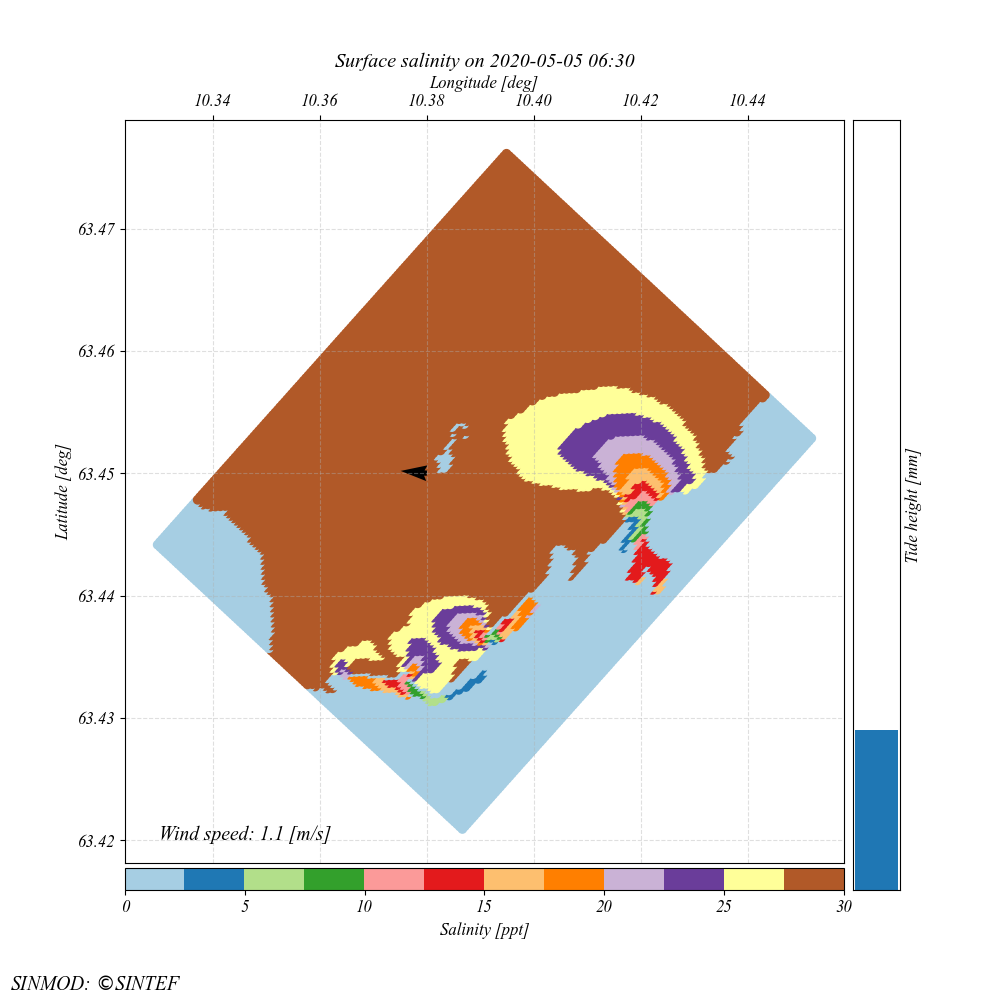 Surface salinity on 2020-05-05 06:30
Longitude [deg]
10.34 10.36 10.38 10.40 10.42 10.44
63.47
63.46
63.45
63.44
63.43
63.42
Latitude [deg]
Tide height [mm]
Wind speed: 1.1 [m/s]
0 5 10 15 20 25 30
Salinity [ppt]
SINMOD: ©SINTEF